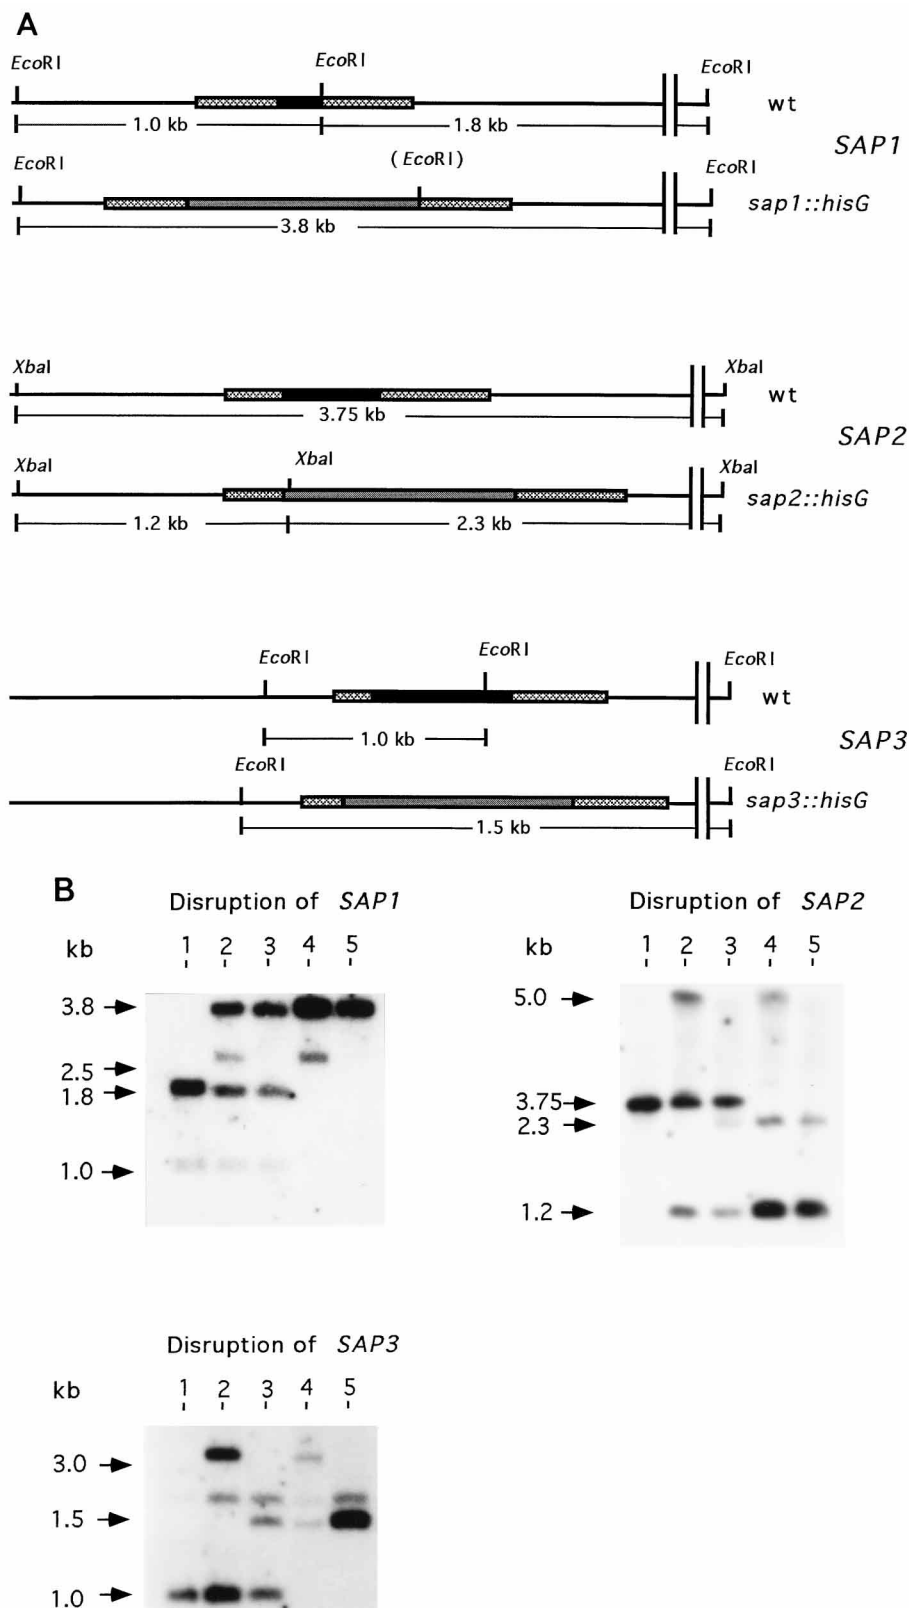 A
EcoRI EcoRI EcoRI
wt
1.0 kb 1.8 kb
SAP1
EcoRI (EcoRI) EcoRI
sap1::hisG
3.8 kb
XbaI XbaI
wt
3.75 kb
SAP2
XbaI XbaI XbaI
sap2::hisG
1.2 kb 2.3 kb
EcoRI EcoRI EcoRI
wt
1.0 kb
SAP3
EcoRI EcoRI
sap3::hisG
1.5 kb
B
Disruption of SAP1
kb 1 2 3 4 5
3.8
2.5
1.8
1.0
Disruption of SAP2
kb 1 2 3 4 5
5.0
3.75
2.3
1.2
Disruption of SAP3
kb 1 2 3 4 5
3.0
1.5
1.0